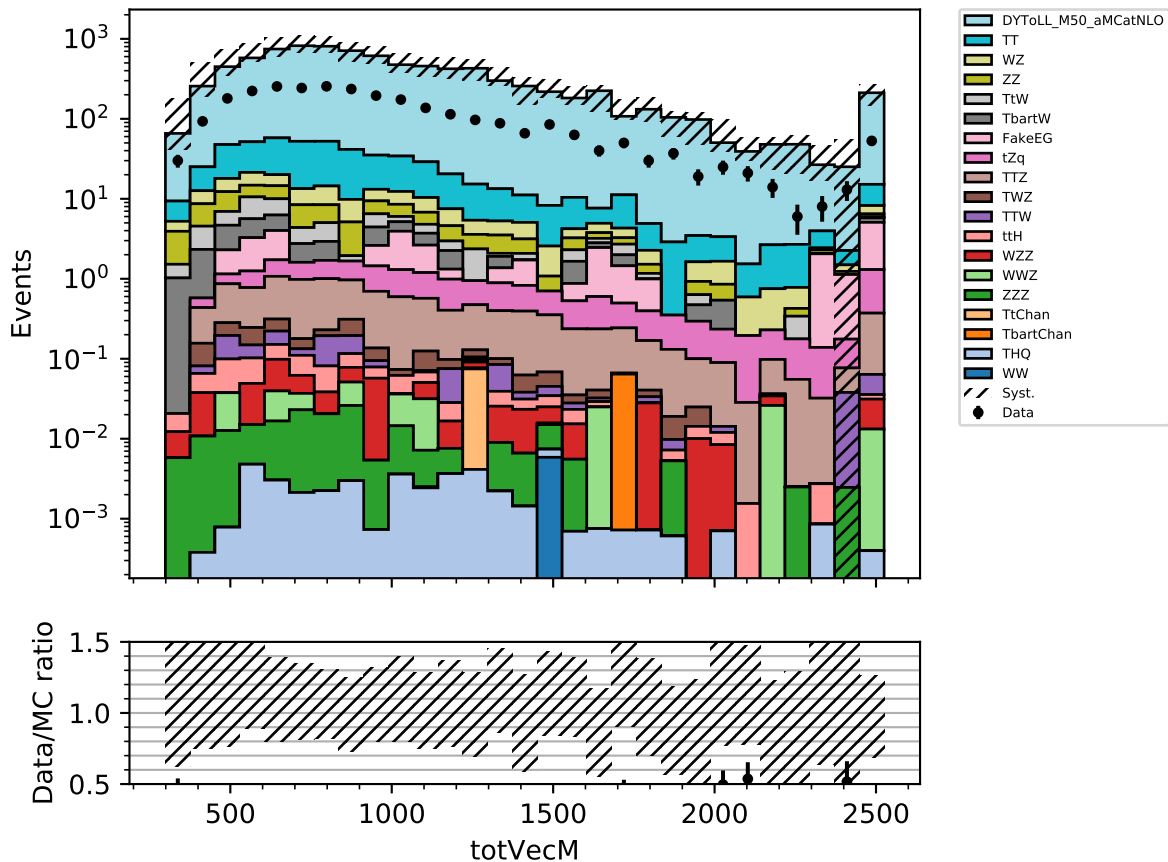 10³
10²
10¹
10⁰
10⁻¹
10⁻²
10⁻³
Events
DYToLL_M50_aMCatNLO
TT
WZ
ZZ
TtW
TbartW
FakeEG
tZq
TTZ
TWZ
TTW
ttH
WZZ
WWZ
ZZZ
TtChan
TbartChan
THQ
WW
Syst.
Data
1.5
1.0
0.5
Data/MC ratio
500
1000
1500
2000
2500
totVecM